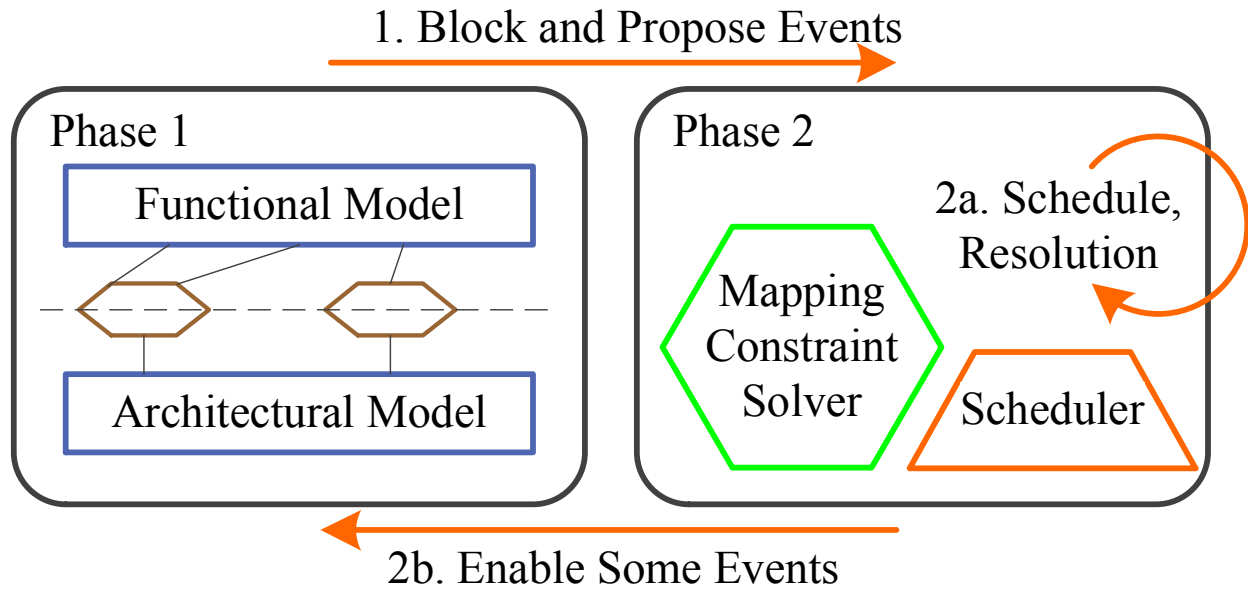 1. Block and Propose Events
Phase 1
Functional Model
Architectural Model
Phase 2
2a. Schedule,
Resolution
Mapping
Constraint
Solver
Scheduler
2b. Enable Some Events